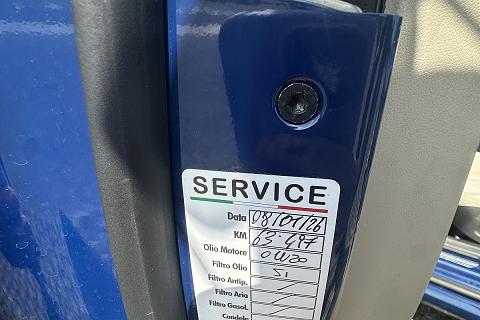 SERVICE
Data 08/01/26
KM 63.497
Olio Motore 0W20
Filtro Olio SI
Filtro Antip. /
Filtro Aria /
Filtro Gasol. /
Candele